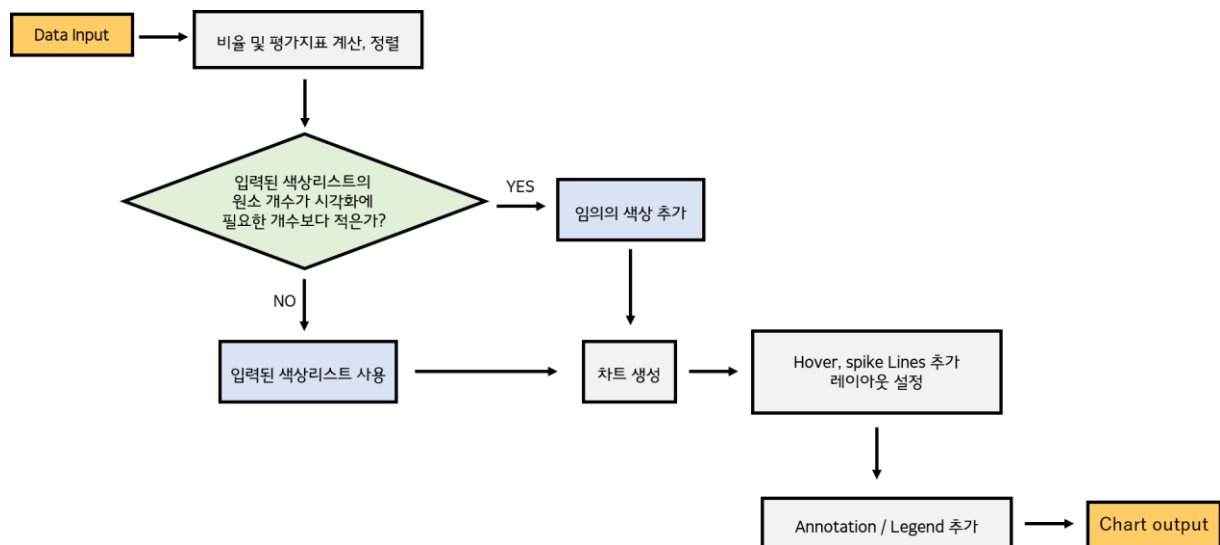 Data Input
비율 및 평가지표 계산, 정렬
입력된 색상리스트의
원소 개수가 시각화에
필요한 개수보다 적은가?
YES
임의의 색상 추가
NO
입력된 색상리스트 사용
차트 생성
Hover, spike Lines 추가
레이아웃 설정
Annotation / Legend 추가
Chart output